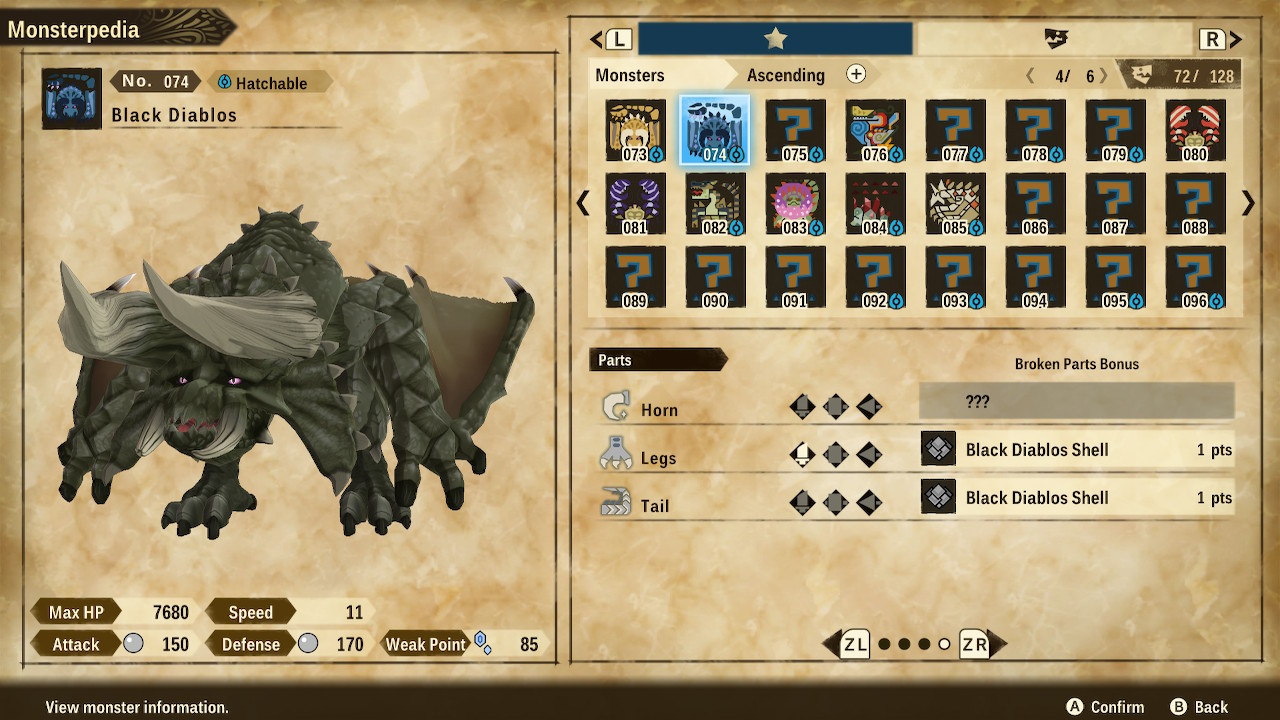 Monsterpedia
No. 074
Hatchable
Black Diablos
Max HP 7680
Speed 11
Attack 150
Defense 170
Weak Point 85
L
R
Monsters
Ascending
4/ 6
72/ 128
073 074 075 076 077 078 079 080
081 082 083 084 085 086 087 088
089 090 091 092 093 094 095 096
Parts
Broken Parts Bonus
Horn
???
Legs
Black Diablos Shell 1 pts
Tail
Black Diablos Shell 1 pts
ZL
ZR
View monster information.
A Confirm
B Back